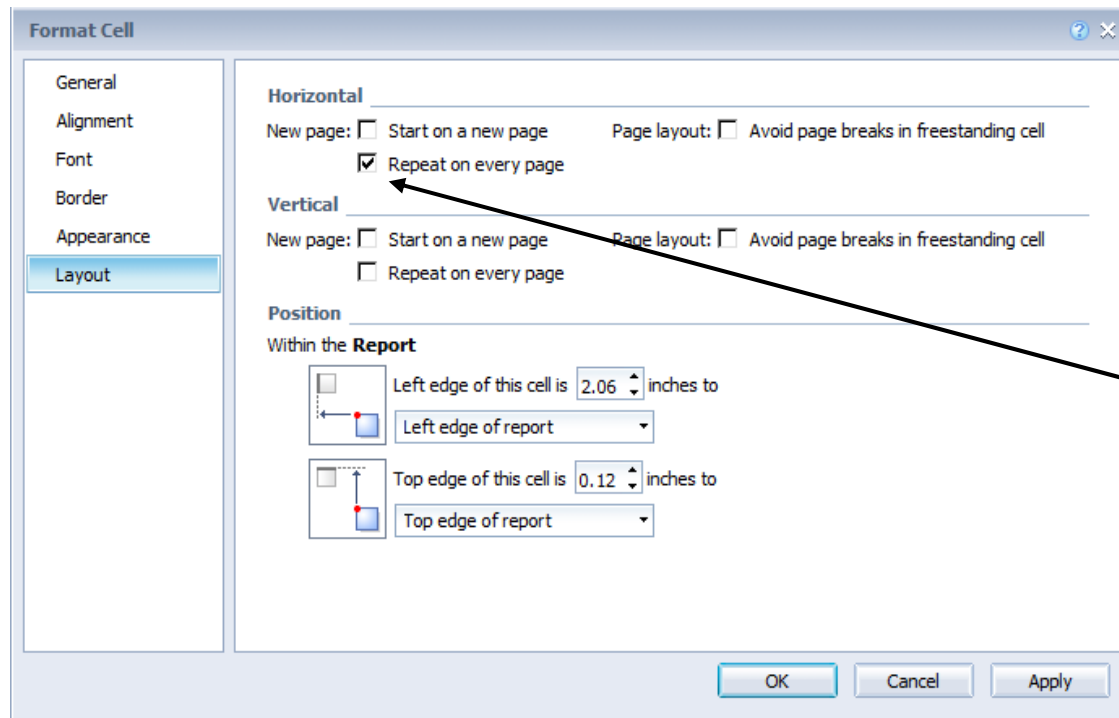 Format Cell
General
Alignment
Font
Border
Appearance
Layout
Horizontal
New page: Start on a new page Page layout: Avoid page breaks in freestanding cell
Repeat on every page
Vertical
New page: Start on a new page Page layout: Avoid page breaks in freestanding cell
Repeat on every page
Position
Within the Report
Left edge of this cell is 2.06 inches to
Left edge of report
Top edge of this cell is 0.12 inches to
Top edge of report
OK Cancel Apply